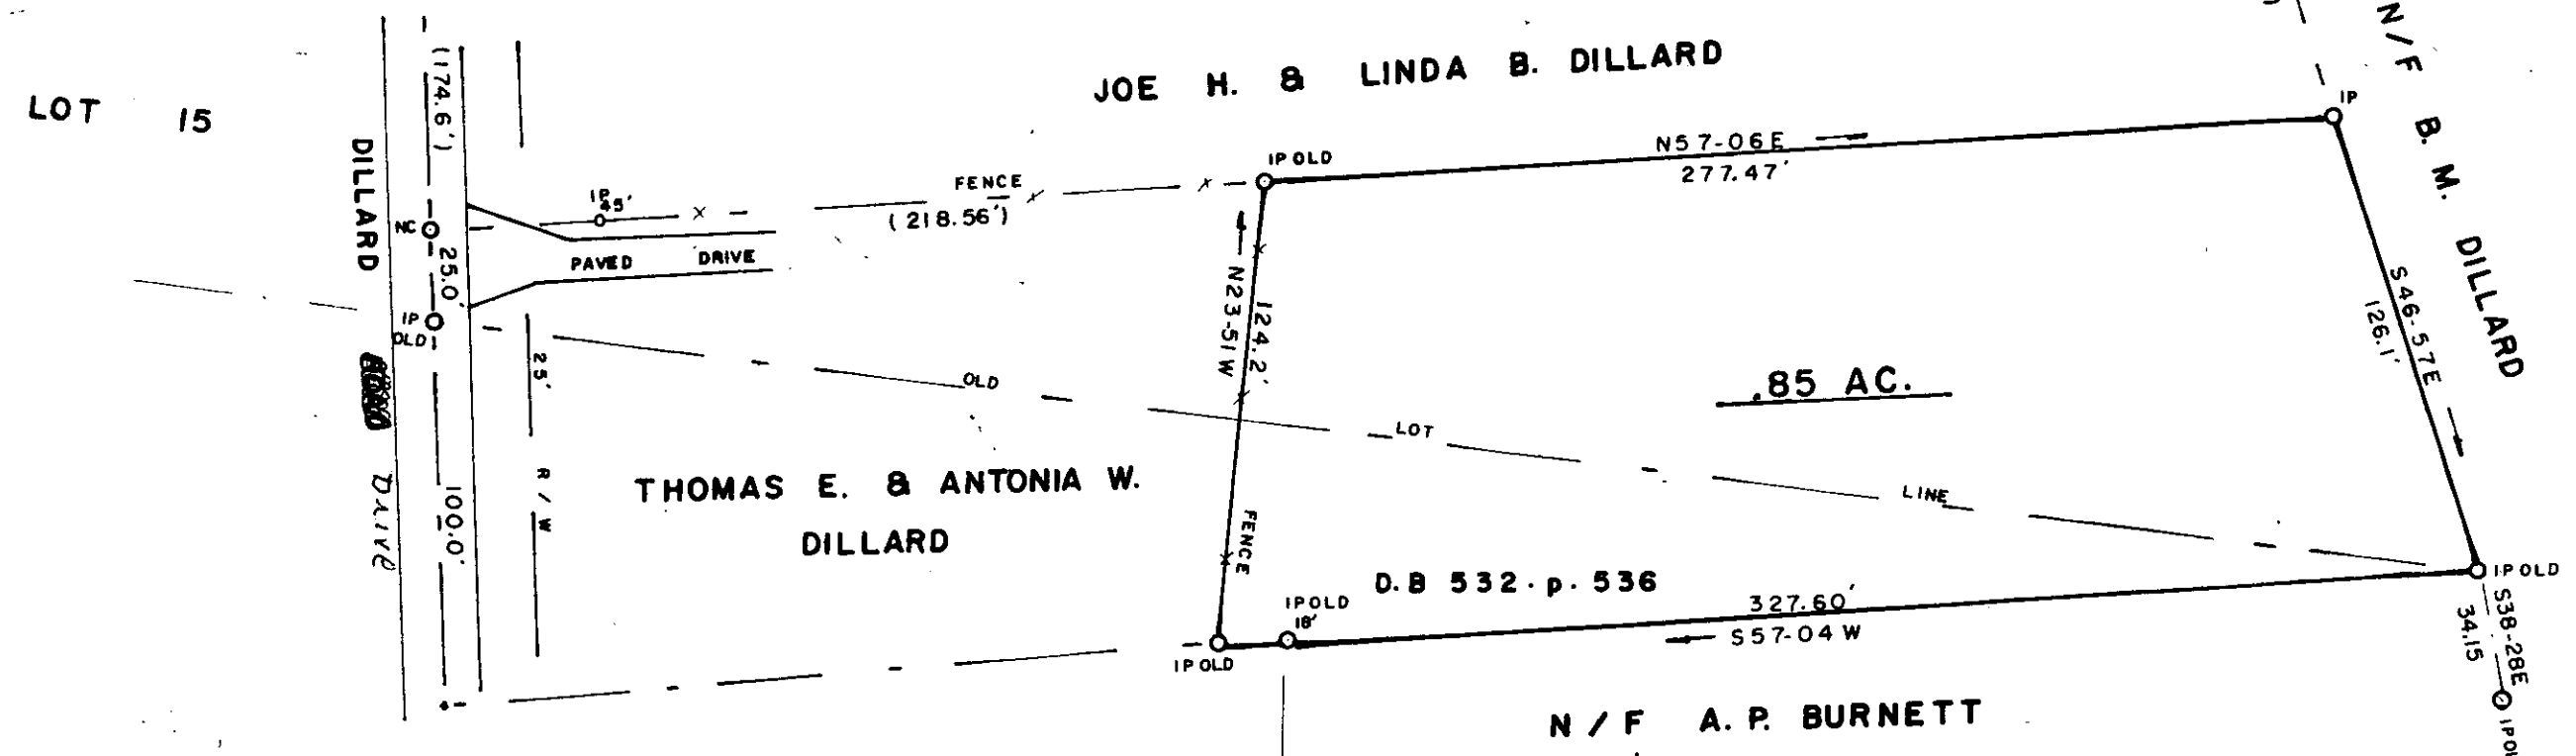 LOT 15
(174.6')
DILLARD
Drive
NC
25.0'
IP
OLD
100.0'
25'
R/W
IP
45'
FENCE
(218.56')
PAVED DRIVE
JOE H. & LINDA B. DILLARD
IP OLD
N57-06E
277.47'
IP
N/F B. M. DILLARD
S46-57E
126.1'
N23-51W
124.2'
FENCE
.85 AC.
OLD LOT LINE
THOMAS E. & ANTONIA W.
DILLARD
D.B 532. p. 536
IP OLD
18'
IP OLD
327.60'
S57-04W
IP OLD
S38-28E
34.15
N/F A. P. BURNETT